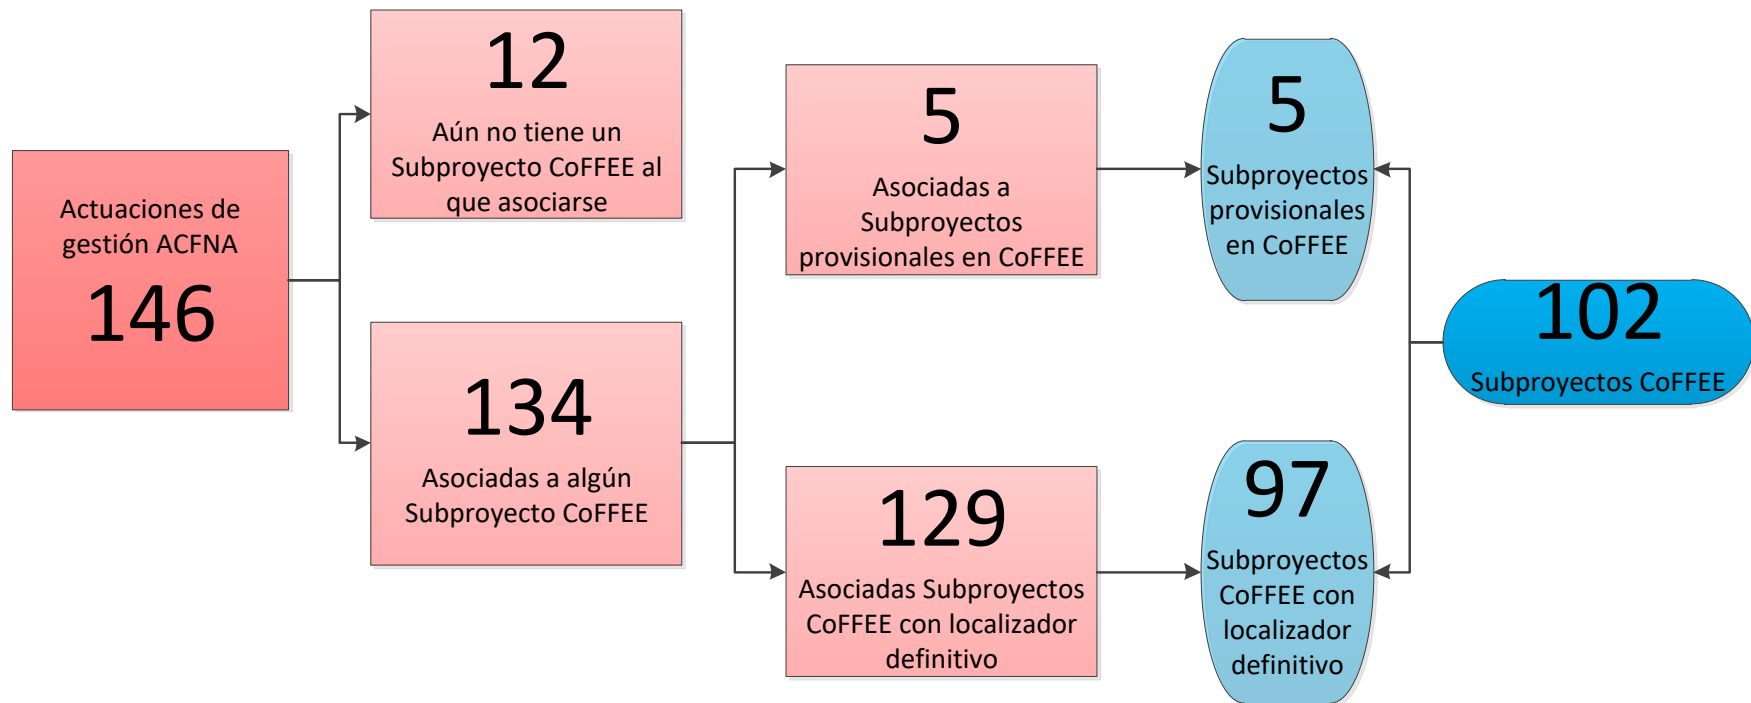 Actuaciones de
gestión ACFNA
146
12
Aún no tiene un
Subproyecto CoFFEE al
que asociarse
134
Asociadas a algún
Subproyecto CoFFEE
5
Asociadas a
Subproyectos
provisionales en CoFFEE
129
Asociadas Subproyectos
CoFFEE con localizador
definitivo
5
Subproyectos
provisionales
en CoFFEE
97
Subproyectos
CoFFEE con
localizador
definitivo
102
Subproyectos CoFFEE